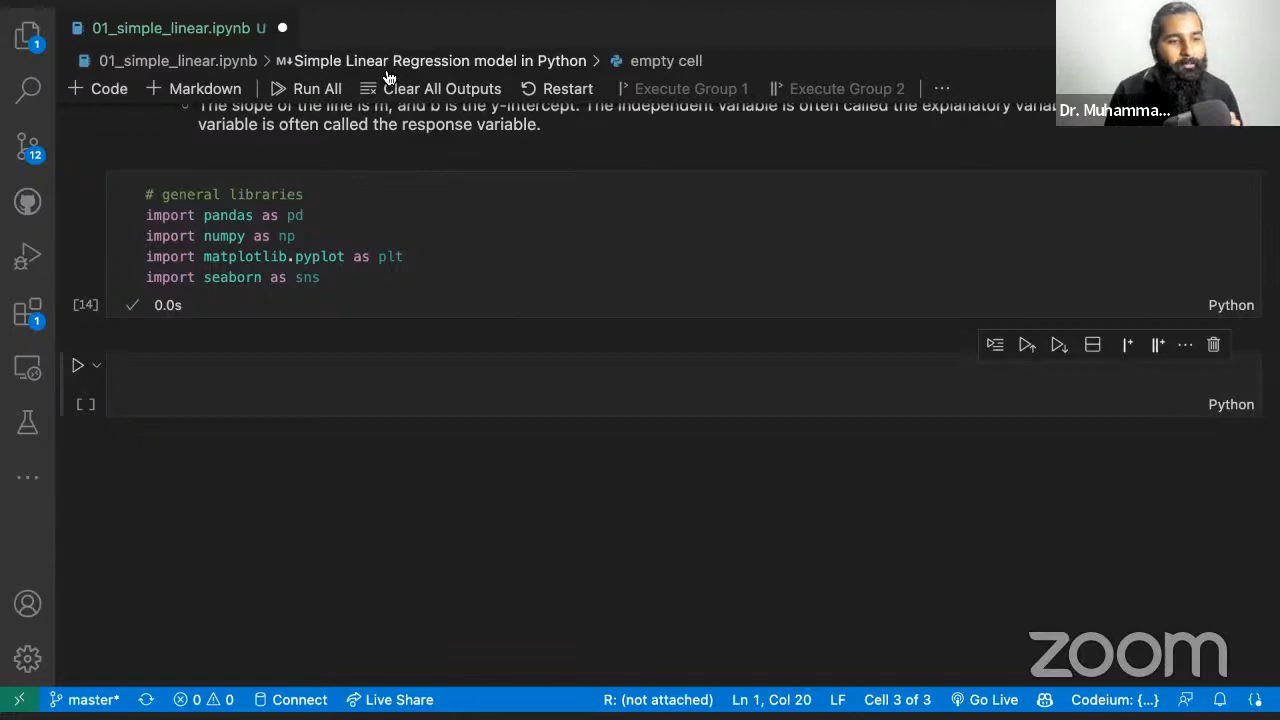 1
01_simple_linear.ipynb U
01_simple_linear.ipynb > M↓Simple Linear Regression model in Python > empty cell
+ Code + Markdown Run All Clear All Outputs Restart Execute Group 1 Execute Group 2 ...
The slope of the line is m, and b is the y-intercept. The independent variable is often called the explanatory
variable is often called the response variable.
Dr. Muhamma...
12
# general libraries
import pandas as pd
import numpy as np
import matplotlib.pyplot as plt
import seaborn as sns
[14] 0.0s Python
1
[ ] Python
zoom
master* 0 0 Connect Live Share R: (not attached) Ln 1, Col 20 LF Cell 3 of 3 Go Live Codeium: {...}